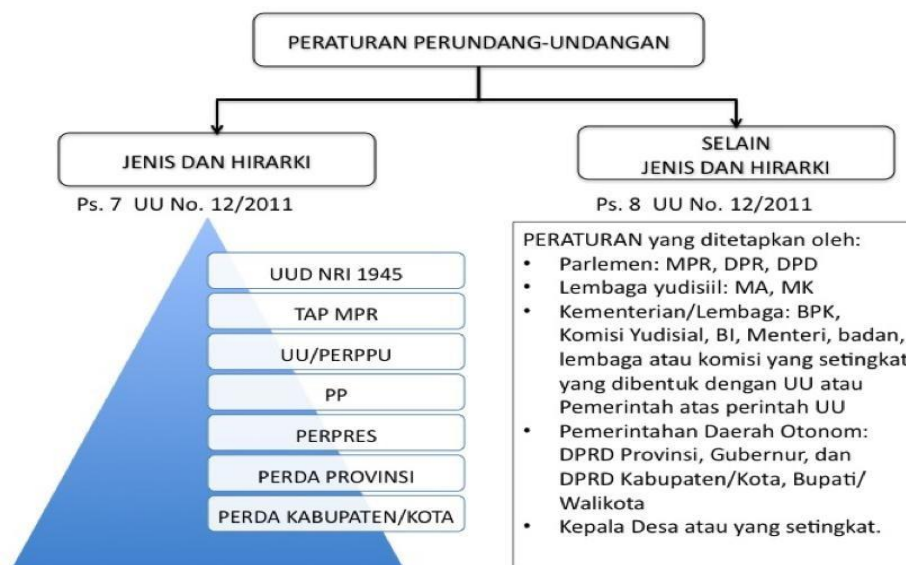 PERATURAN PERUNDANG-UNDANGAN
JENIS DAN HIRARKI
Ps. 7 UU No. 12/2011
UUD NRI 1945
TAP MPR
UU/PERPPU
PP
PERPRES
PERDA PROVINSI
PERDA KABUPATEN/KOTA
SELAIN
JENIS DAN HIRARKI
Ps. 8 UU No. 12/2011
PERATURAN yang ditetapkan oleh:
• Parlemen: MPR, DPR, DPD
• Lembaga yudisiil: MA, MK
• Kementerian/Lembaga: BPK,
Komisi Yudisial, BI, Menteri, badan,
lembaga atau komisi yang setingkat
yang dibentuk dengan UU atau
Pemerintah atas perintah UU
• Pemerintahan Daerah Otonom:
DPRD Provinsi, Gubernur, dan
DPRD Kabupaten/Kota, Bupati/
Walikota
• Kepala Desa atau yang setingkat.